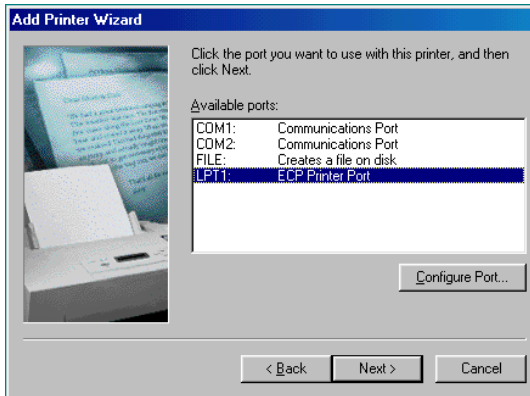 Add Printer Wizard
Click the port you want to use with this printer, and then
click Next.
Available ports:
COM1: Communications Port
COM2: Communications Port
FILE: Creates a file on disk
LPT1: ECP Printer Port
Configure Port...
< Back
Next >
Cancel